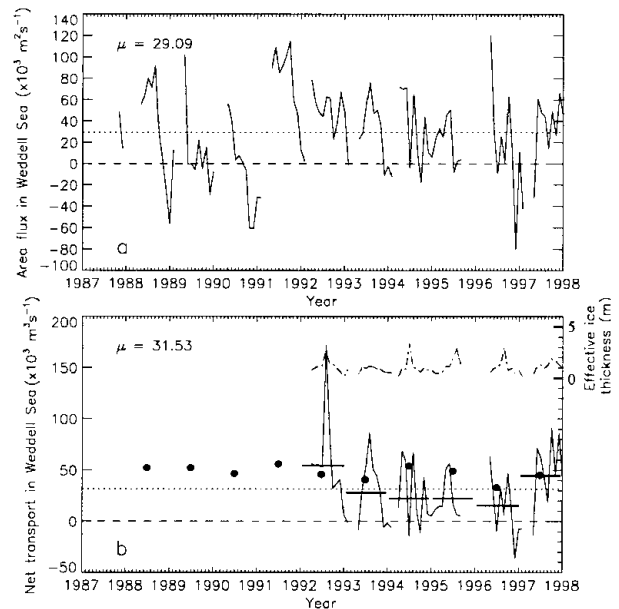 140
120
100
80
60
40
20
0
−20
−40
−60
−80
−100
Area flux in Weddell Sea (x10³ m²s⁻¹)
μ = 29.09
a
1987 1988 1989 1990 1991 1992 1993 1994 1995 1996 1997 1998
Year
200
150
100
50
0
−50
Net transport in Weddell Sea (x10³ m³s⁻¹)
μ = 31.53
b
5
0
Effective ice
thickness (m)
1987 1988 1989 1990 1991 1992 1993 1994 1995 1996 1997 1998
Year